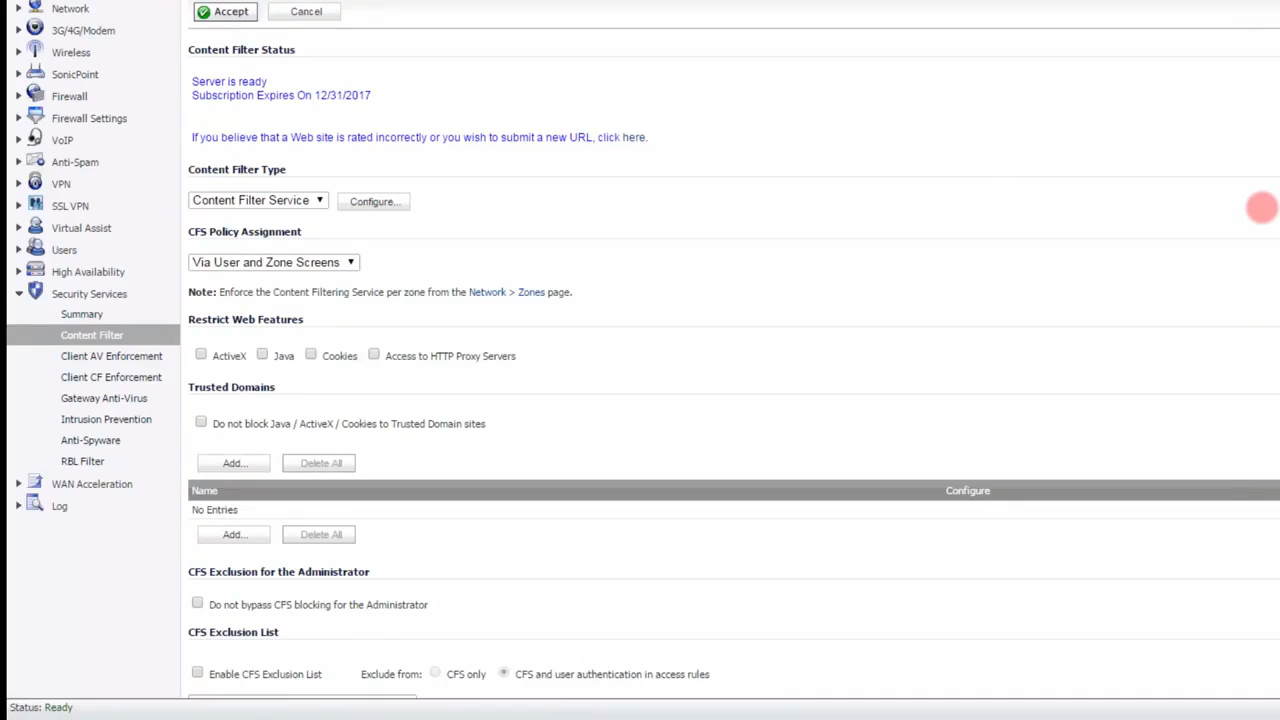 Network
3G/4G/Modem
Wireless
SonicPoint
Firewall
Firewall Settings
VoIP
Anti-Spam
VPN
SSL VPN
Virtual Assist
Users
High Availability
Security Services
Summary
Content Filter
Client AV Enforcement
Client CF Enforcement
Gateway Anti-Virus
Intrusion Prevention
Anti-Spyware
RBL Filter
WAN Acceleration
Log
Accept Cancel
Content Filter Status
Server is ready
Subscription Expires On 12/31/2017
If you believe that a Web site is rated incorrectly or you wish to submit a new URL, click here.
Content Filter Type
Content Filter Service Configure...
CFS Policy Assignment
Via User and Zone Screens
Note: Enforce the Content Filtering Service per zone from the Network > Zones page.
Restrict Web Features
ActiveX Java Cookies Access to HTTP Proxy Servers
Trusted Domains
Do not block Java / ActiveX / Cookies to Trusted Domain sites
Add... Delete All
Name Configure
No Entries
Add... Delete All
CFS Exclusion for the Administrator
Do not bypass CFS blocking for the Administrator
CFS Exclusion List
Enable CFS Exclusion List Exclude from: CFS only CFS and user authentication in access rules
Status: Ready